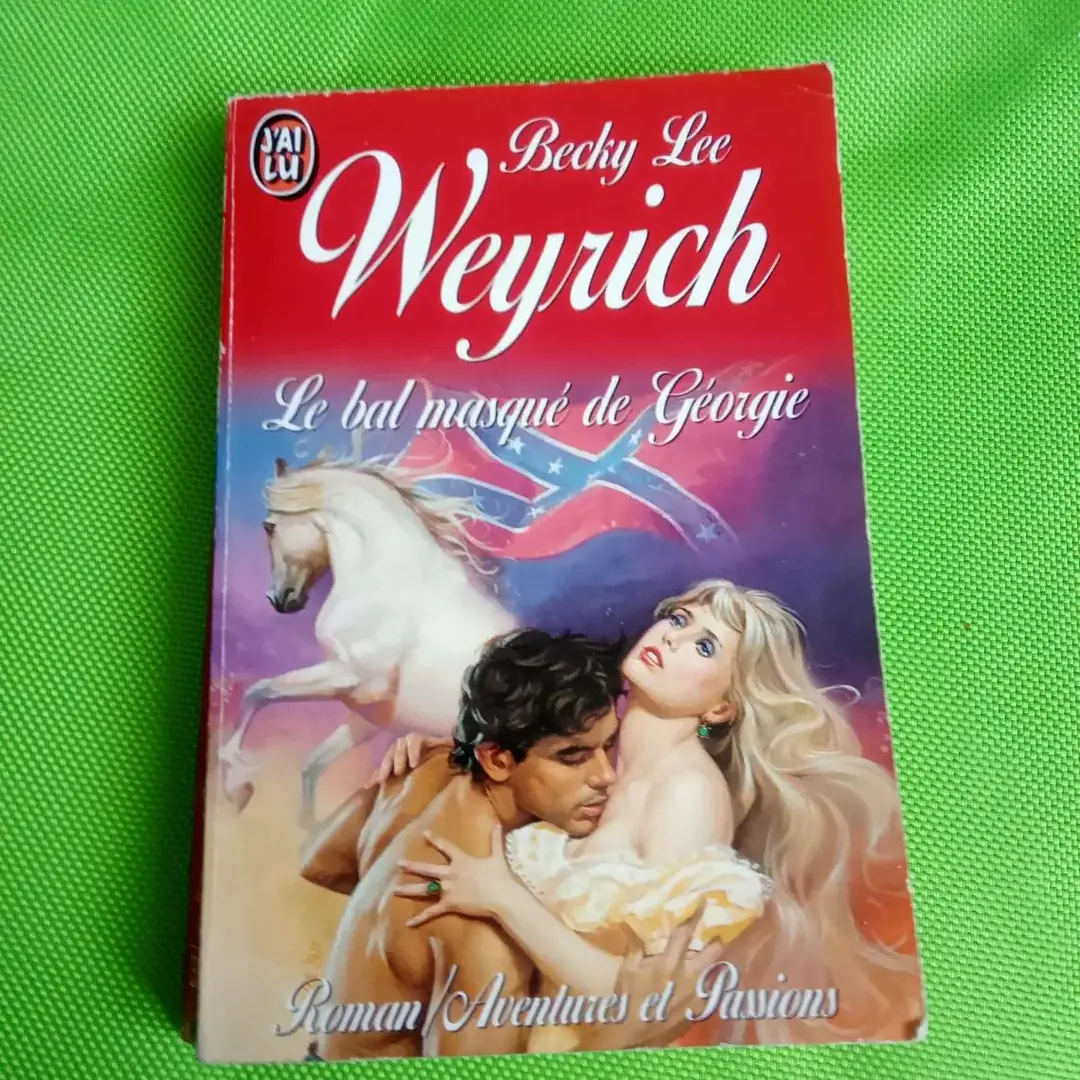 J'AI
LU
Becky Lee
Weyrich
Le bal masqué de Géorgie
Roman/Aventures et Passions